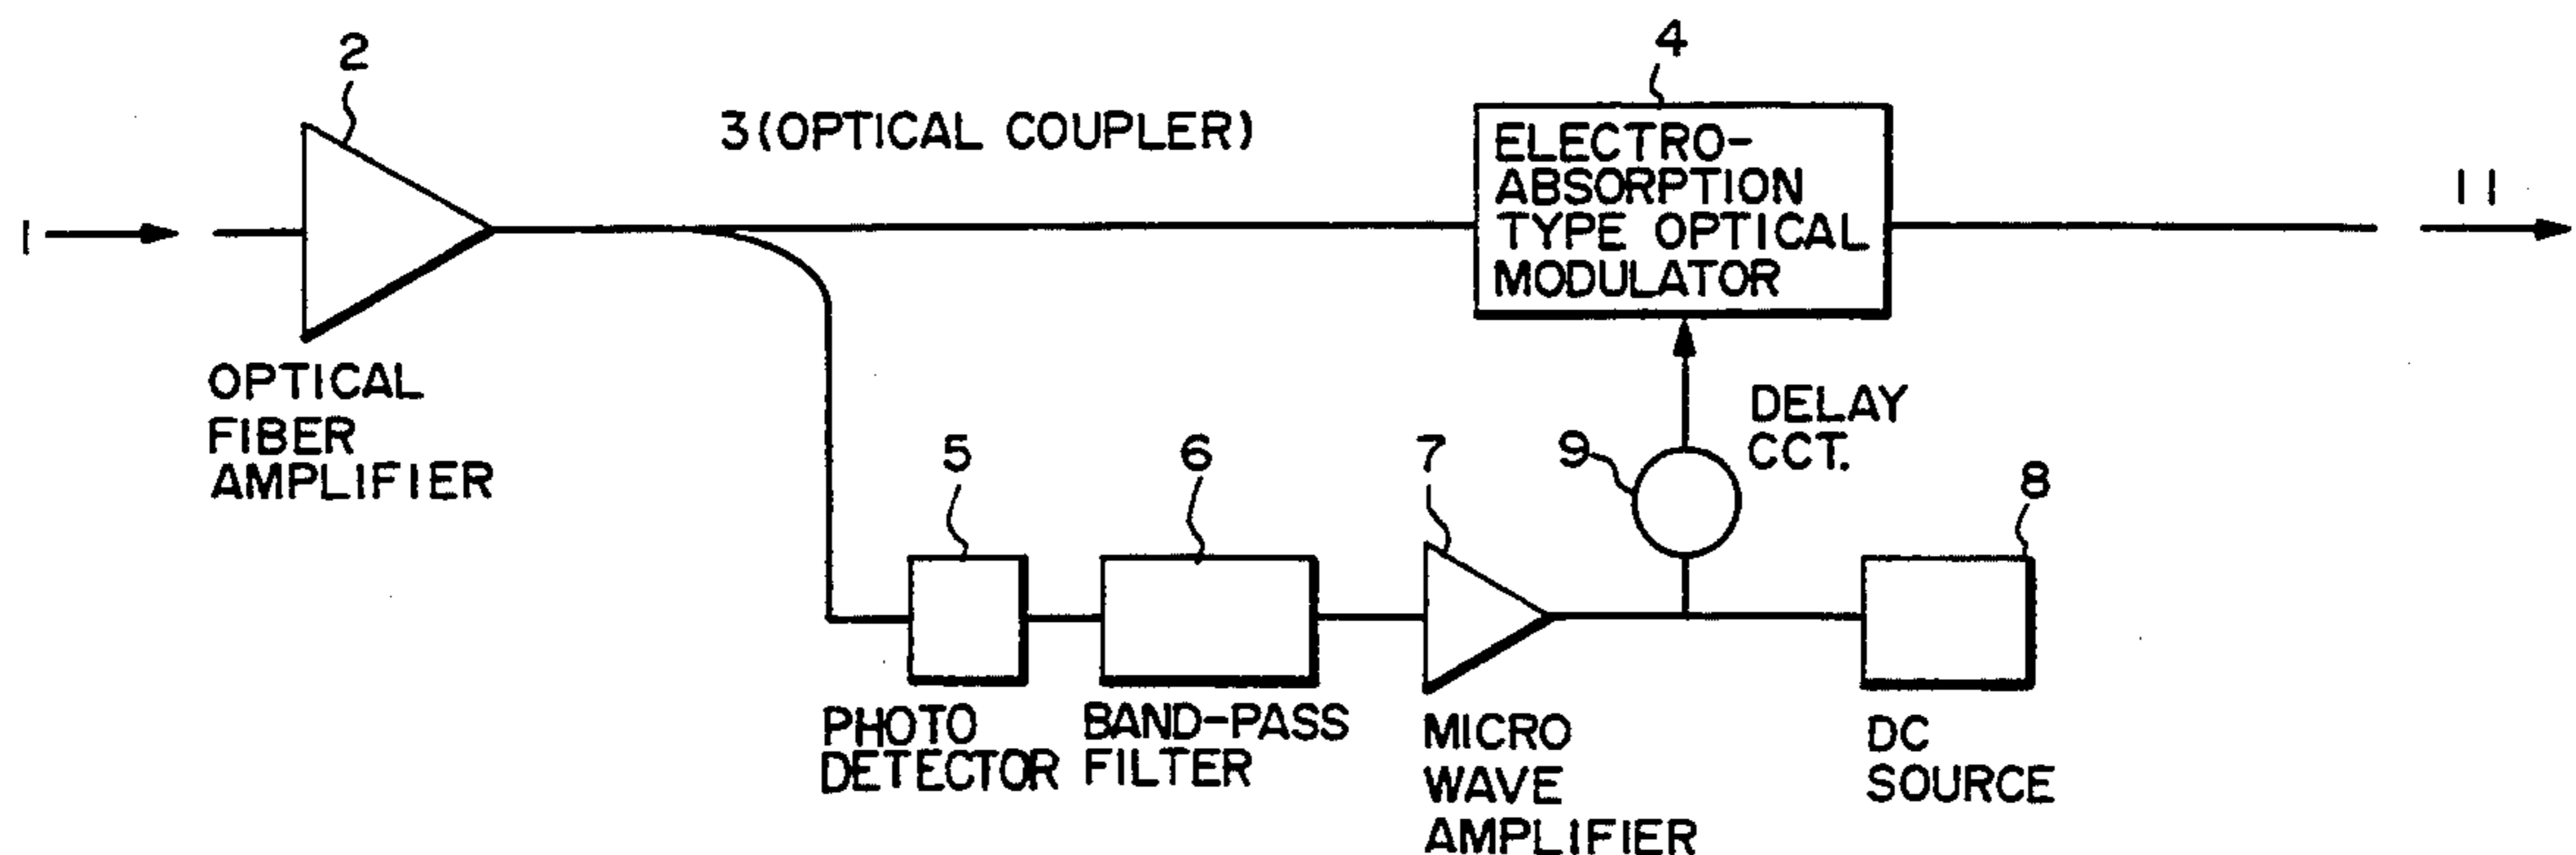 2
4
3(OPTICAL COUPLER)
ELECTRO-
ABSORPTION
TYPE OPTICAL
MODULATOR
1
11
OPTICAL
FIBER
AMPLIFIER
DELAY
CCT.
9
5
6
7
8
PHOTO
DETECTOR
BAND-PASS
FILTER
MICRO
WAVE
AMPLIFIER
DC
SOURCE